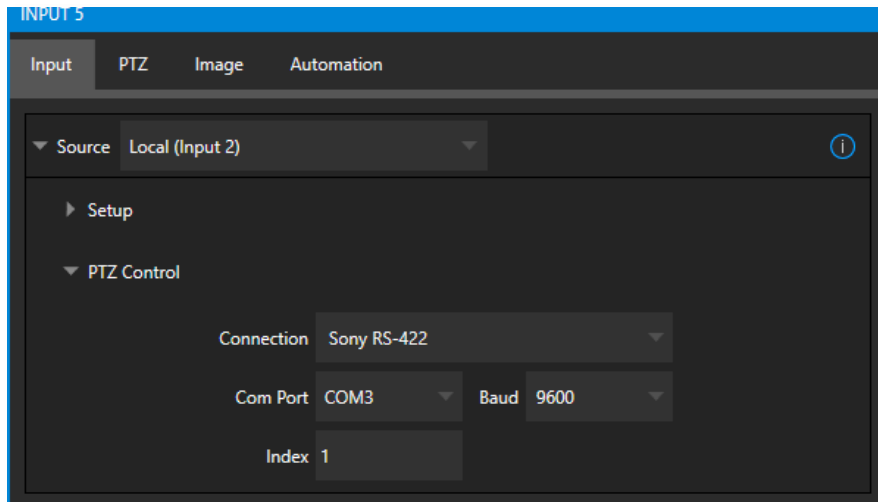 INPUT 5
Input PTZ Image Automation
Source Local (Input 2)
Setup
PTZ Control
Connection Sony RS-422
Com Port COM3 Baud 9600
Index 1